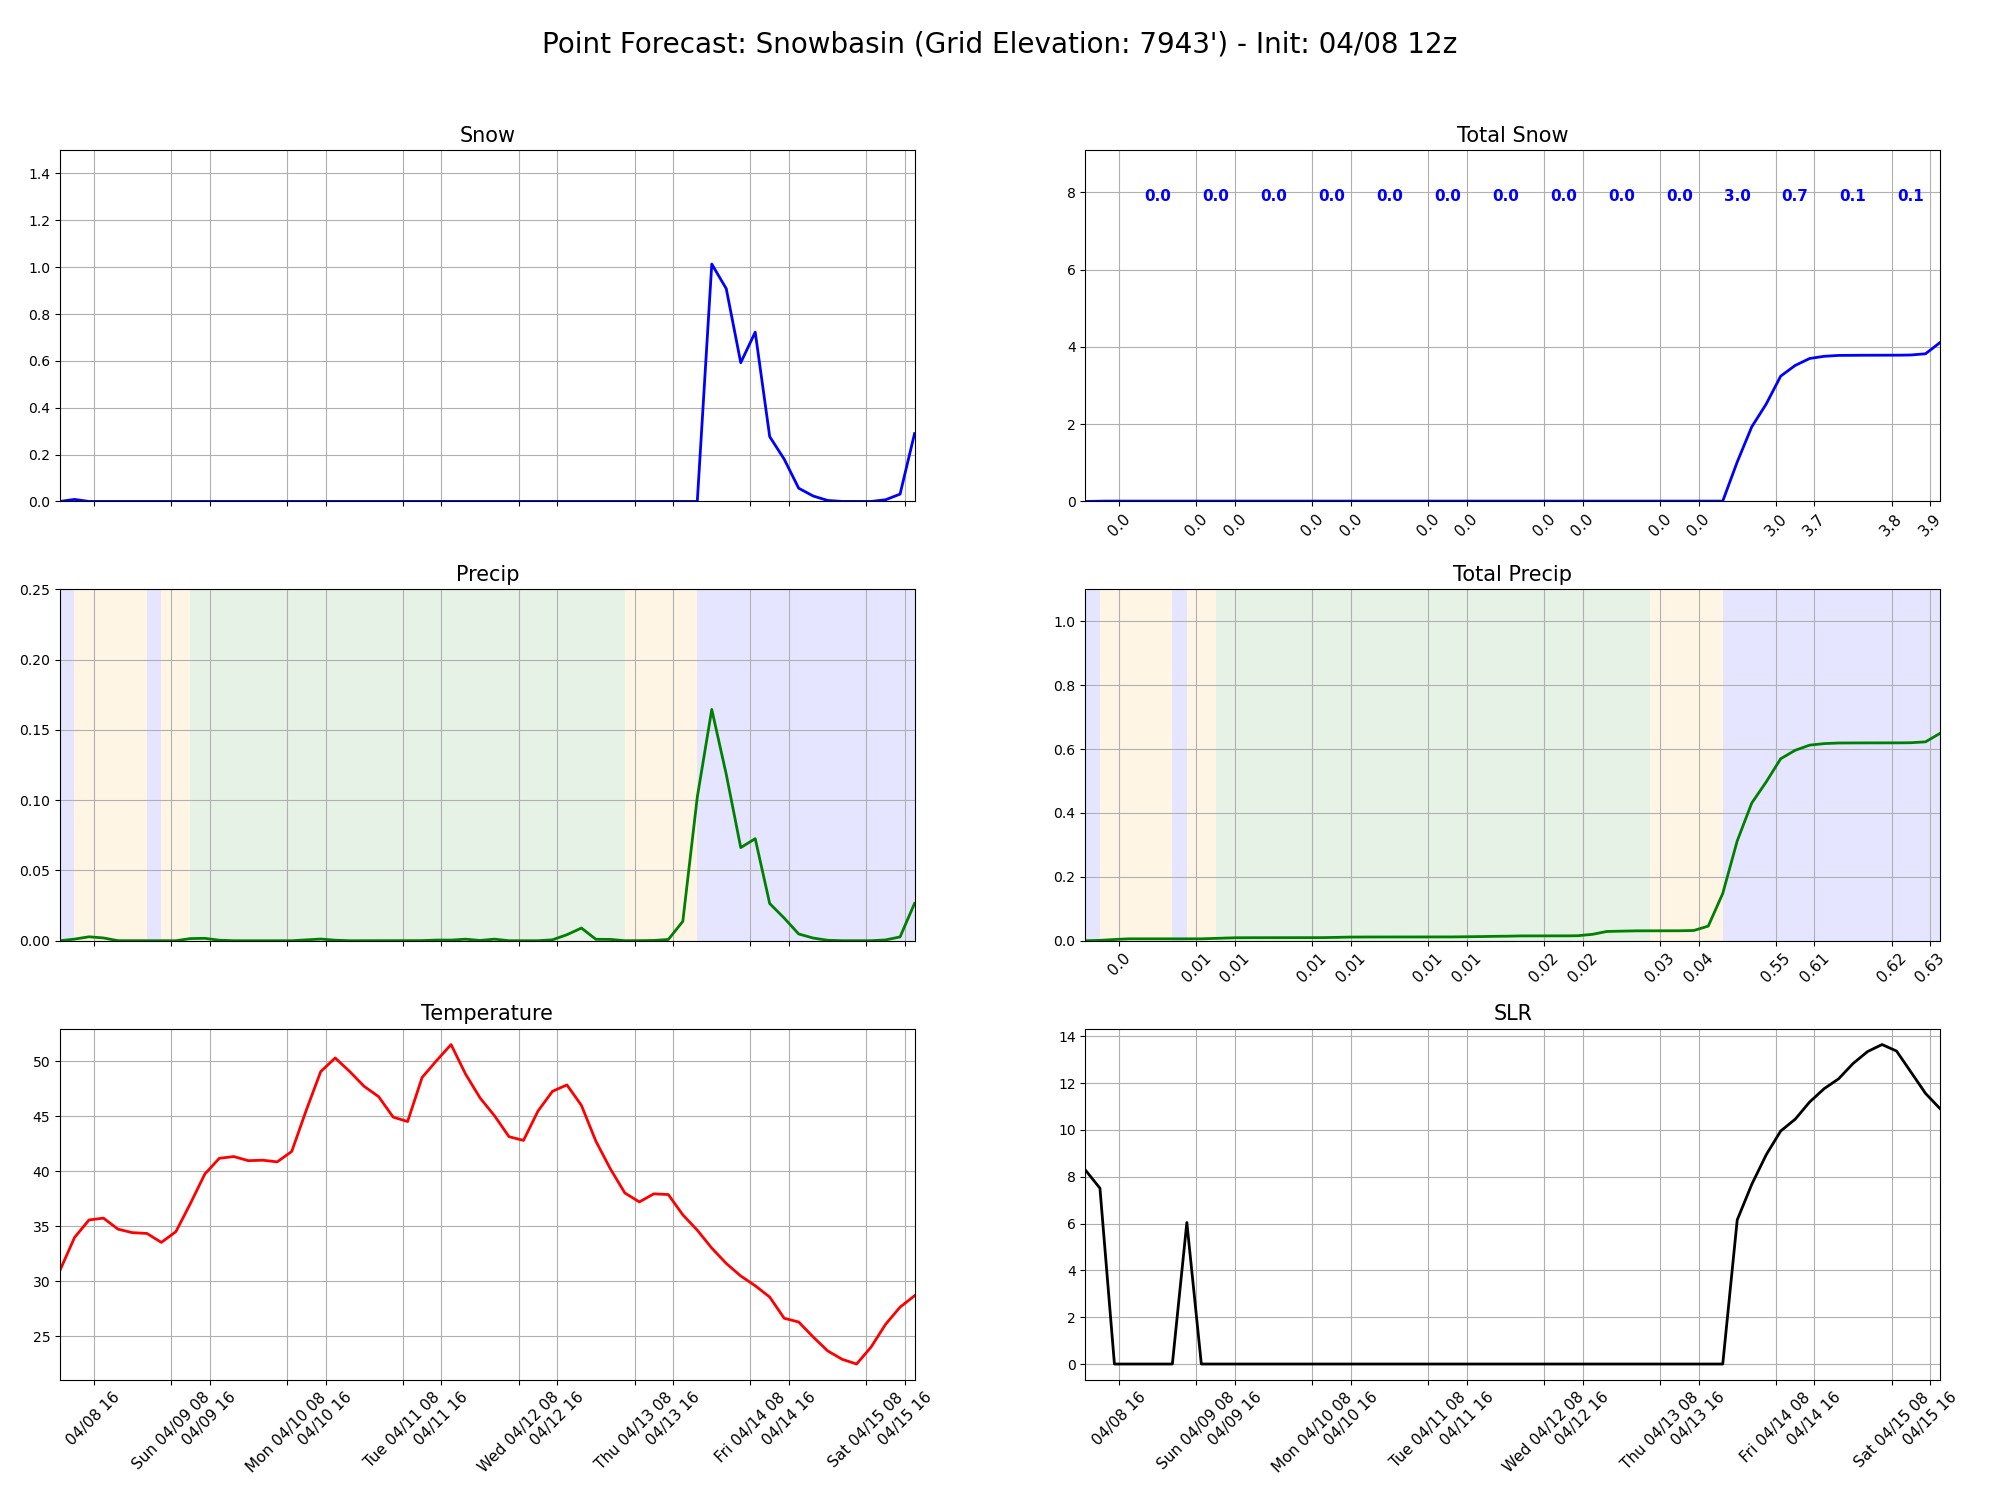 Point Forecast: Snowbasin (Grid Elevation: 7943') - Init: 04/08 12z
Snow
1.4
1.2
1.0
0.8
0.6
0.4
0.2
0.0
Total Snow
8
6
4
2
0
0.0 0.0 0.0 0.0 0.0 0.0 0.0 0.0 0.0 0.0 3.0 0.7 0.1 0.1
0.0 0.0 0.0 0.0 0.0 0.0 0.0 0.0 0.0 0.0 0.0 3.0 3.7 3.8 3.9
Precip
0.25
0.20
0.15
0.10
0.05
0.00
Total Precip
1.0
0.8
0.6
0.4
0.2
0.0
0.0 0.01 0.01 0.01 0.01 0.01 0.01 0.02 0.02 0.03 0.04 0.55 0.61 0.62 0.63
Temperature
50
45
40
35
30
25
04/08 16
Sun 04/09 08
04/09 16
Mon 04/10 08
04/10 16
Tue 04/11 08
04/11 16
Wed 04/12 08
04/12 16
Thu 04/13 08
04/13 16
Fri 04/14 08
04/14 16
Sat 04/15 08
04/15 16
SLR
14
12
10
8
6
4
2
0
04/08 16
Sun 04/09 08
04/09 16
Mon 04/10 08
04/10 16
Tue 04/11 08
04/11 16
Wed 04/12 08
04/12 16
Thu 04/13 08
04/13 16
Fri 04/14 08
04/14 16
Sat 04/15 08
04/15 16